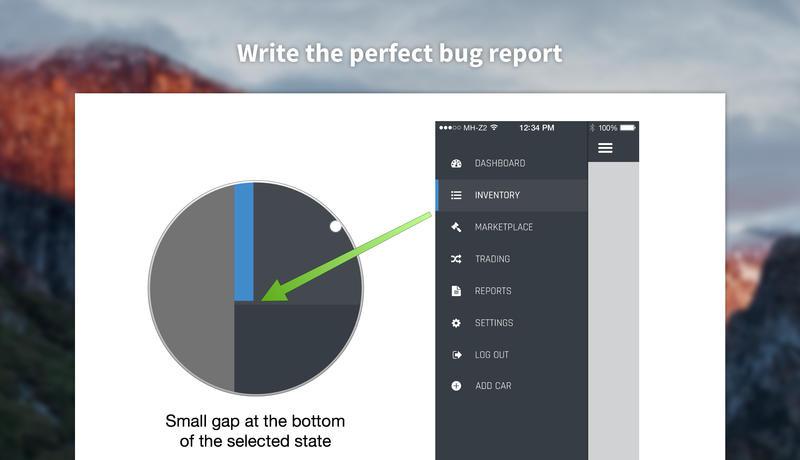 Write the perfect bug report
MH-Z2 12:34 PM 100%
DASHBOARD
INVENTORY
MARKETPLACE
TRADING
REPORTS
SETTINGS
LOG OUT
ADD CAR
Small gap at the bottom
of the selected state